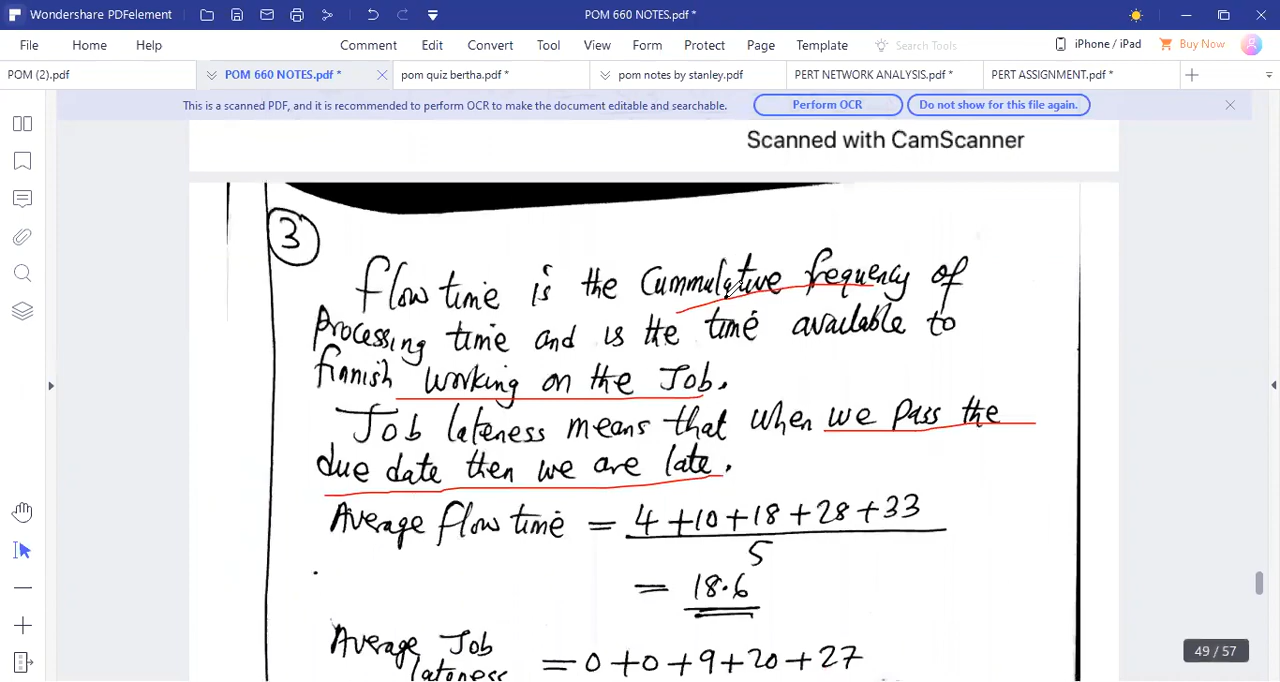 Wondershare PDFelement
POM 660 NOTES.pdf *
File Home Help Comment Edit Convert Tool View Form Protect Page Template Search Tools iPhone / iPad Buy Now
POM (2).pdf POM 660 NOTES.pdf * pom quiz bertha.pdf * pom notes by stanley.pdf PERT NETWORK ANALYSIS.pdf * PERT ASSIGNMENT.pdf *
This is a scanned PDF, and it is recommended to perform OCR to make the document editable and searchable. Perform OCR Do not show for this file again.
Scanned with CamScanner
3
Flow time is the Cummulative frequency of
Processing time and is the time available to
finnish working on the Job.
Job lateness means that when we pass the
due date then we are late.
Average flow time = 4 +10 +18 +28 +33
5
= 18.6
Average Job
lateness = 0 +0 +9 +20 +27
49 / 57